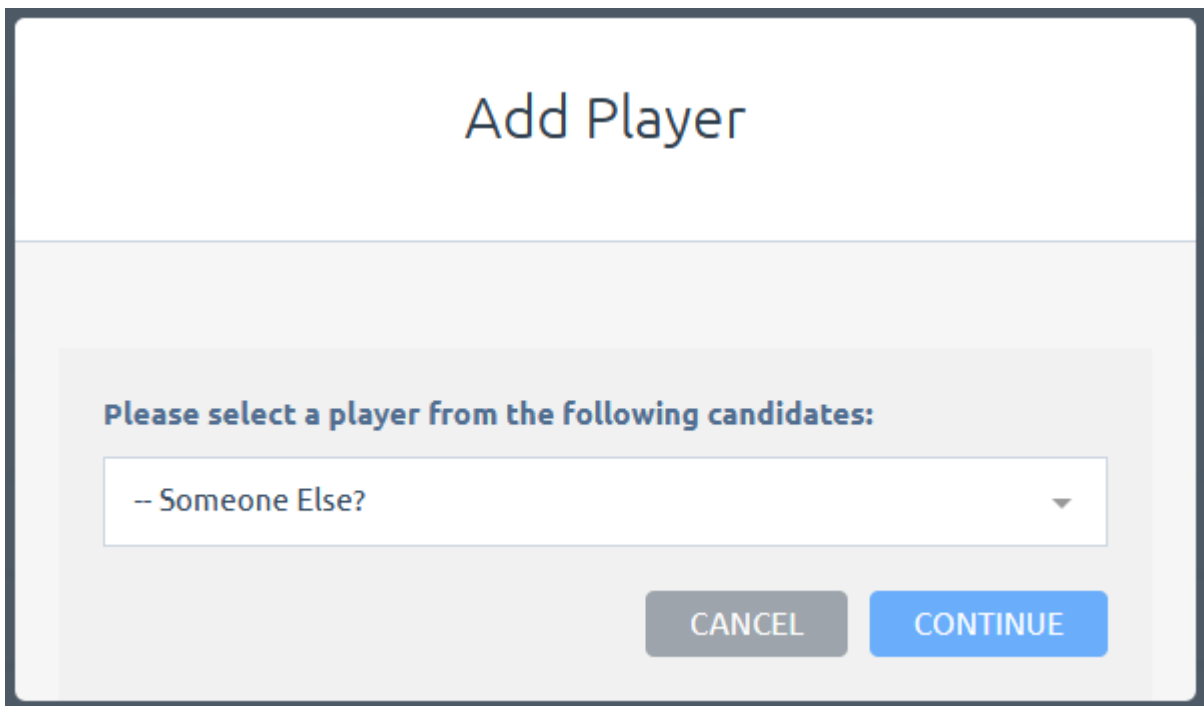 Add Player
Please select a player from the following candidates:
-- Someone Else?
CANCEL
CONTINUE